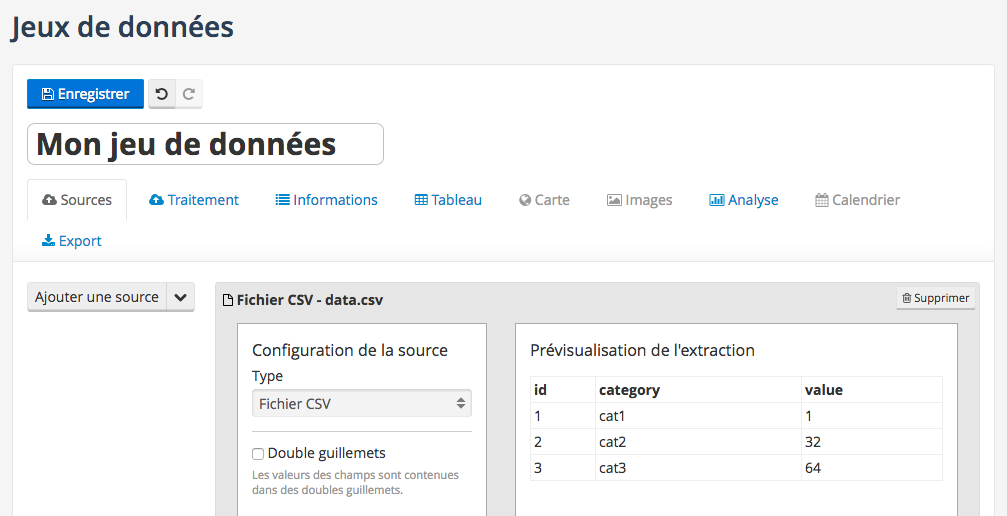 Jeux de données
Enregistrer
Mon jeu de données
Sources Traitement Informations Tableau Carte Images Analyse Calendrier
Export
Ajouter une source
Fichier CSV - data.csv Supprimer
Configuration de la source
Type
Fichier CSV
Double guillemets
Les valeurs des champs sont contenues
dans des doubles guillemets.
Prévisualisation de l'extraction
id category value
1 cat1 1
2 cat2 32
3 cat3 64